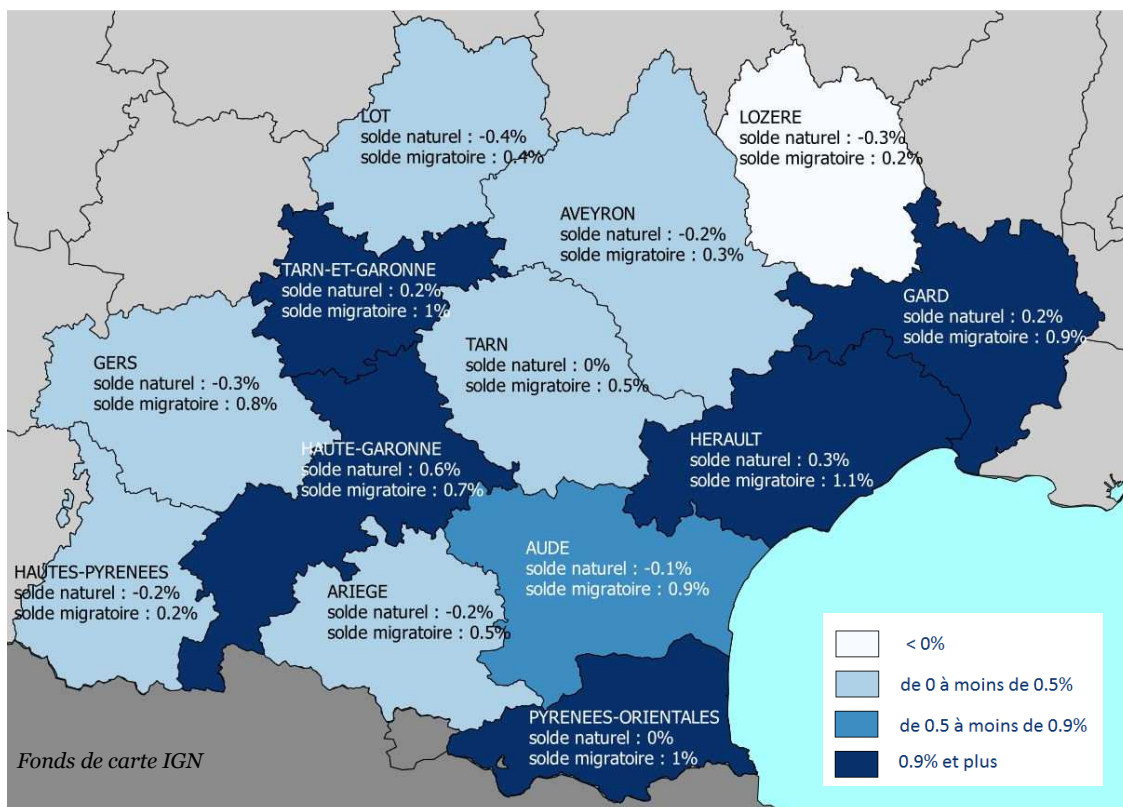 LOT
solde naturel : -0.4%
solde migratoire : 0.4%
LOZERE
solde naturel : -0.3%
solde migratoire : 0.2%
AVEYRON
solde naturel : -0.2%
solde migratoire : 0.3%
TARN-ET-GARONNE
solde naturel : 0.2%
solde migratoire : 1%
GARD
solde naturel : 0.2%
solde migratoire : 0.9%
GERS
solde naturel : -0.3%
solde migratoire : 0.8%
TARN
solde naturel : 0%
solde migratoire : 0.5%
HAUTE-GARONNE
solde naturel : 0.6%
solde migratoire : 0.7%
HERAULT
solde naturel : 0.3%
solde migratoire : 1.1%
HAUTES-PYRENEES
solde naturel : -0.2%
solde migratoire : 0.2%
ARIEGE
solde naturel : -0.2%
solde migratoire : 0.5%
AUDE
solde naturel : -0.1%
solde migratoire : 0.9%
PYRENEES-ORIENTALES
solde naturel : 0%
solde migratoire : 1%
< 0%
de 0 à moins de 0.5%
de 0.5 à moins de 0.9%
0.9% et plus
Fonds de carte IGN